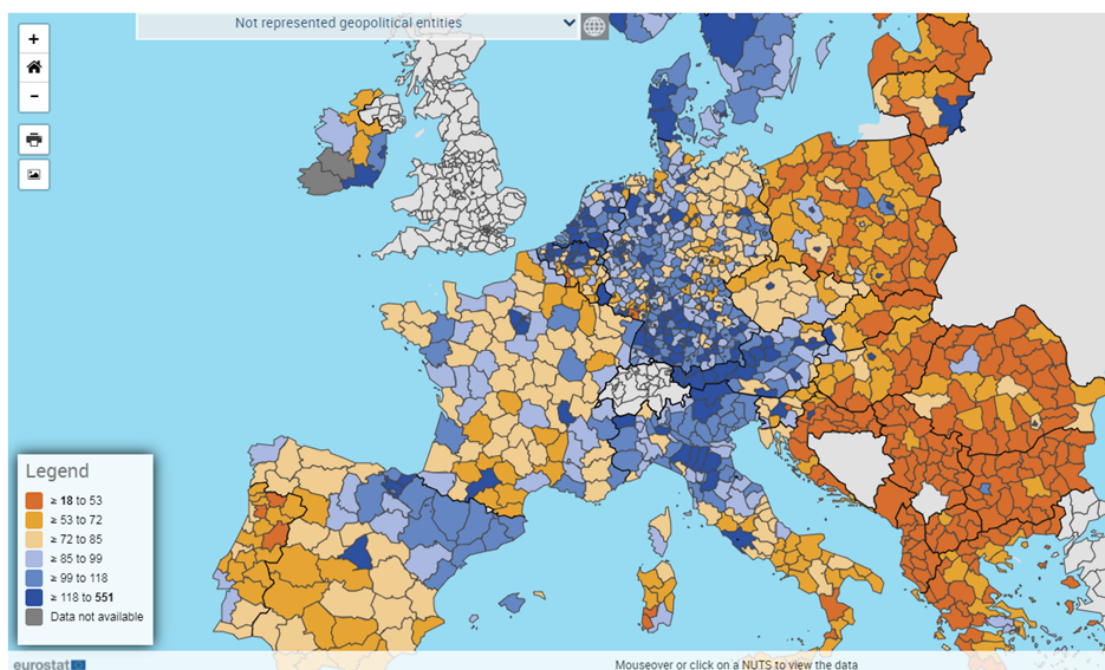 Not represented geopolitical entities
+
−
Legend
≥ 18 to 53
≥ 53 to 72
≥ 72 to 85
≥ 85 to 99
≥ 99 to 118
≥ 118 to 551
Data not available
eurostat
Mouseover or click on a NUTS to view the data